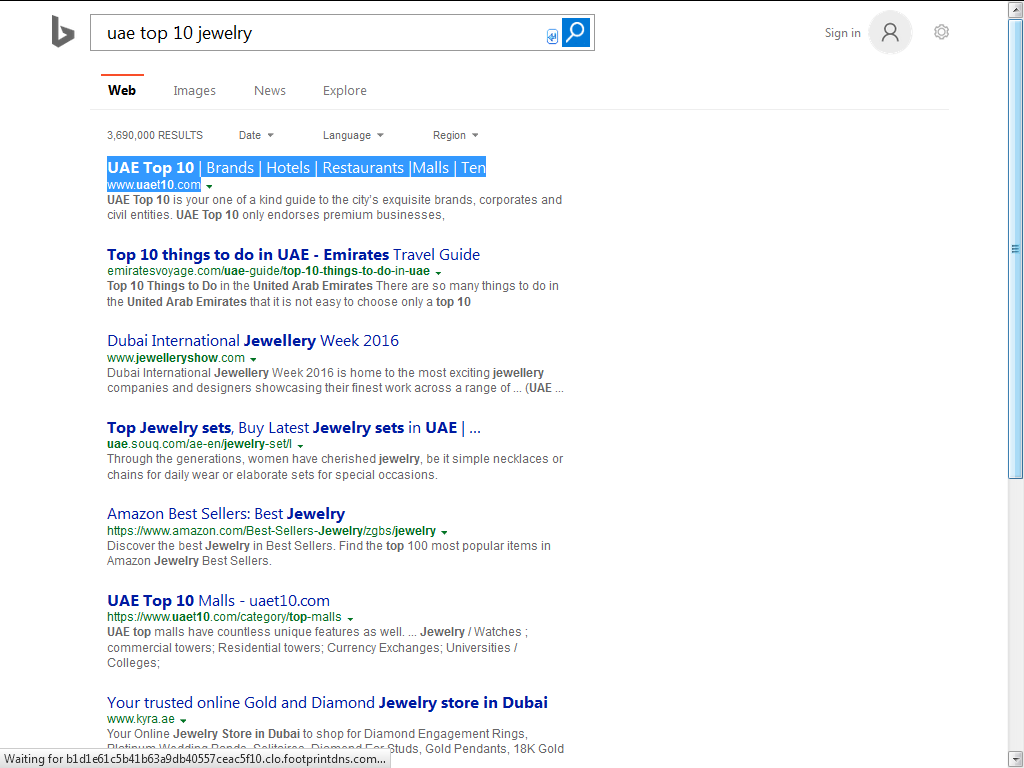 uae top 10 jewelry
Sign in
Web Images News Explore
3,690,000 RESULTS Date Language Region
UAE Top 10 | Brands | Hotels | Restaurants |Malls | Ten
www.uaet10.com
UAE Top 10 is your one of a kind guide to the city's exquisite brands, corporates and
civil entities. UAE Top 10 only endorses premium businesses,
Top 10 things to do in UAE - Emirates Travel Guide
emiratesvoyage.com/uae-guide/top-10-things-to-do-in-uae
Top 10 Things to Do in the United Arab Emirates There are so many things to do in
the United Arab Emirates that it is not easy to choose only a top 10
Dubai International Jewellery Week 2016
www.jewelleryshow.com
Dubai International Jewellery Week 2016 is home to the most exciting jewellery
companies and designers showcasing their finest work across a range of ... (UAE ...
Top Jewelry sets, Buy Latest Jewelry sets in UAE | ...
uae.souq.com/ae-en/jewelry-set/l
Through the generations, women have cherished jewelry, be it simple necklaces or
chains for daily wear or elaborate sets for special occasions.
Amazon Best Sellers: Best Jewelry
https://www.amazon.com/Best-Sellers-Jewelry/zgbs/jewelry
Discover the best Jewelry in Best Sellers. Find the top 100 most popular items in
Amazon Jewelry Best Sellers.
UAE Top 10 Malls - uaet10.com
https://www.uaet10.com/category/top-malls
UAE top malls have countless unique features as well. ... Jewelry / Watches ;
commercial towers; Residential towers; Currency Exchanges; Universities /
Colleges;
Your trusted online Gold and Diamond Jewelry store in Dubai
www.kyra.ae
Your Online Jewelry Store in Dubai to shop for Diamond Engagement Rings,
Platinum Wedding Bands, Solitaires, Diamond Ear Studs, Gold Pendants, 18K Gold
Waiting for b1d1e61c5b41b63a9db40557ceac5f10.clo.footprintdns.com...